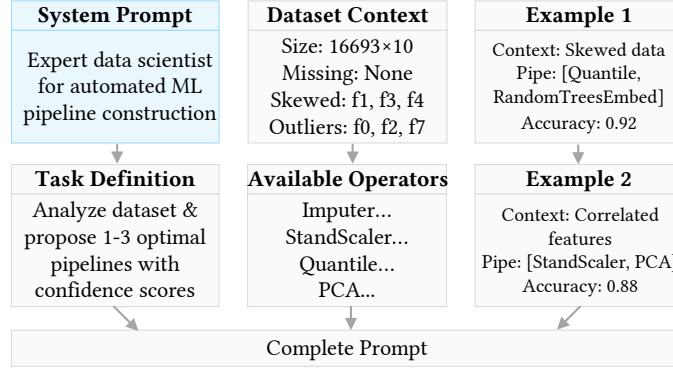 System Prompt
Expert data scientist
for automated ML
pipeline construction
Dataset Context
Size: 16693×10
Missing: None
Skewed: f1, f3, f4
Outliers: f0, f2, f7
Example 1
Context: Skewed data
Pipe: [Quantile,
RandomTreesEmbed]
Accuracy: 0.92
Task Definition
Analyze dataset &
propose 1-3 optimal
pipelines with
confidence scores
Available Operators
Imputer…
StandScaler…
Quantile…
PCA...
Example 2
Context: Correlated
features
Pipe: [StandScaler, PCA]
Accuracy: 0.88
Complete Prompt